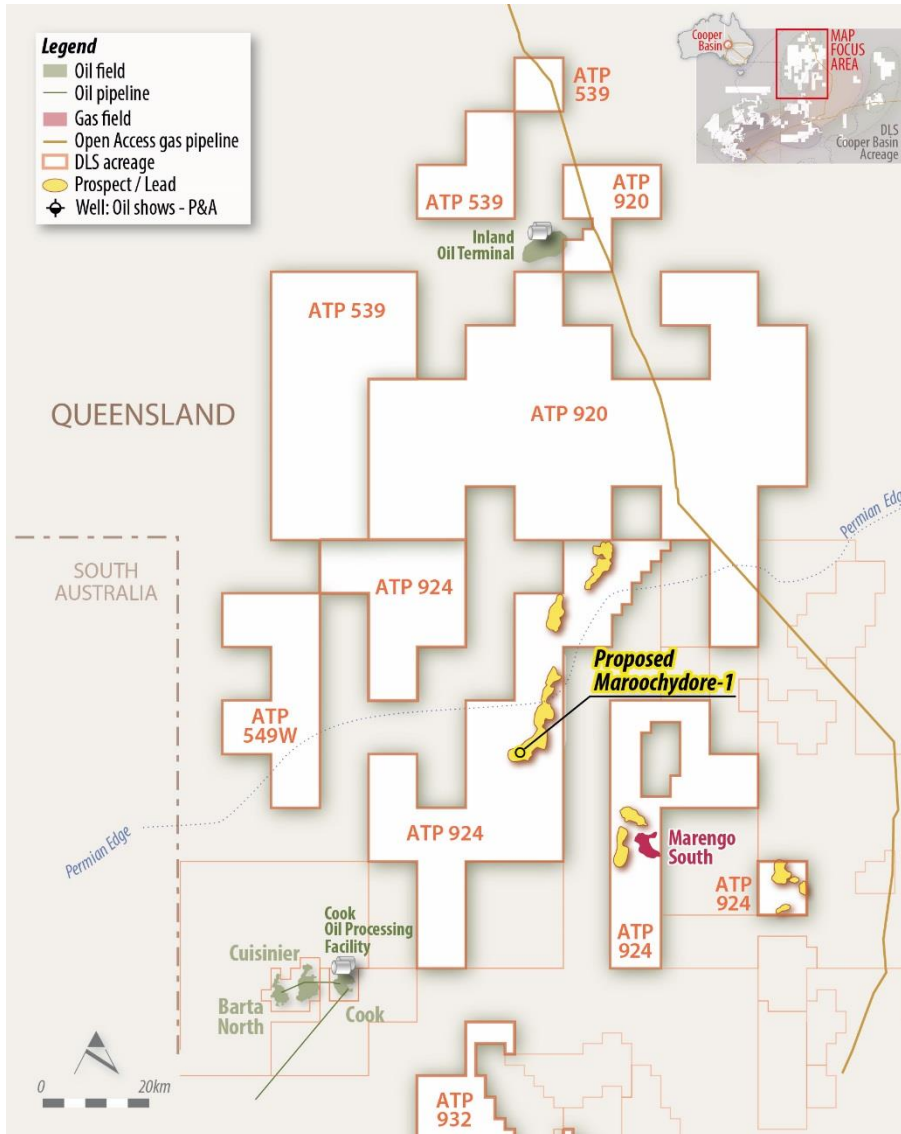 Legend
Oil field
Oil pipeline
Gas field
Open Access gas pipeline
DLS acreage
Prospect / Lead
Well: Oil shows - P&A
Cooper
Basin
MAP
FOCUS
AREA
DLS
Cooper Basin
Acreage
ATP
539
ATP 539
ATP
920
Inland
Oil Terminal
ATP 539
QUEENSLAND
ATP 920
Permian Edge
SOUTH
AUSTRALIA
ATP 924
Proposed
Maroochydore-1
ATP
549W
Permian Edge
ATP 924
Marengo
South
ATP
924
ATP
924
Cook
Oil Processing
Facility
Cuisinier
Barta
North
Cook
0 20km
ATP
932